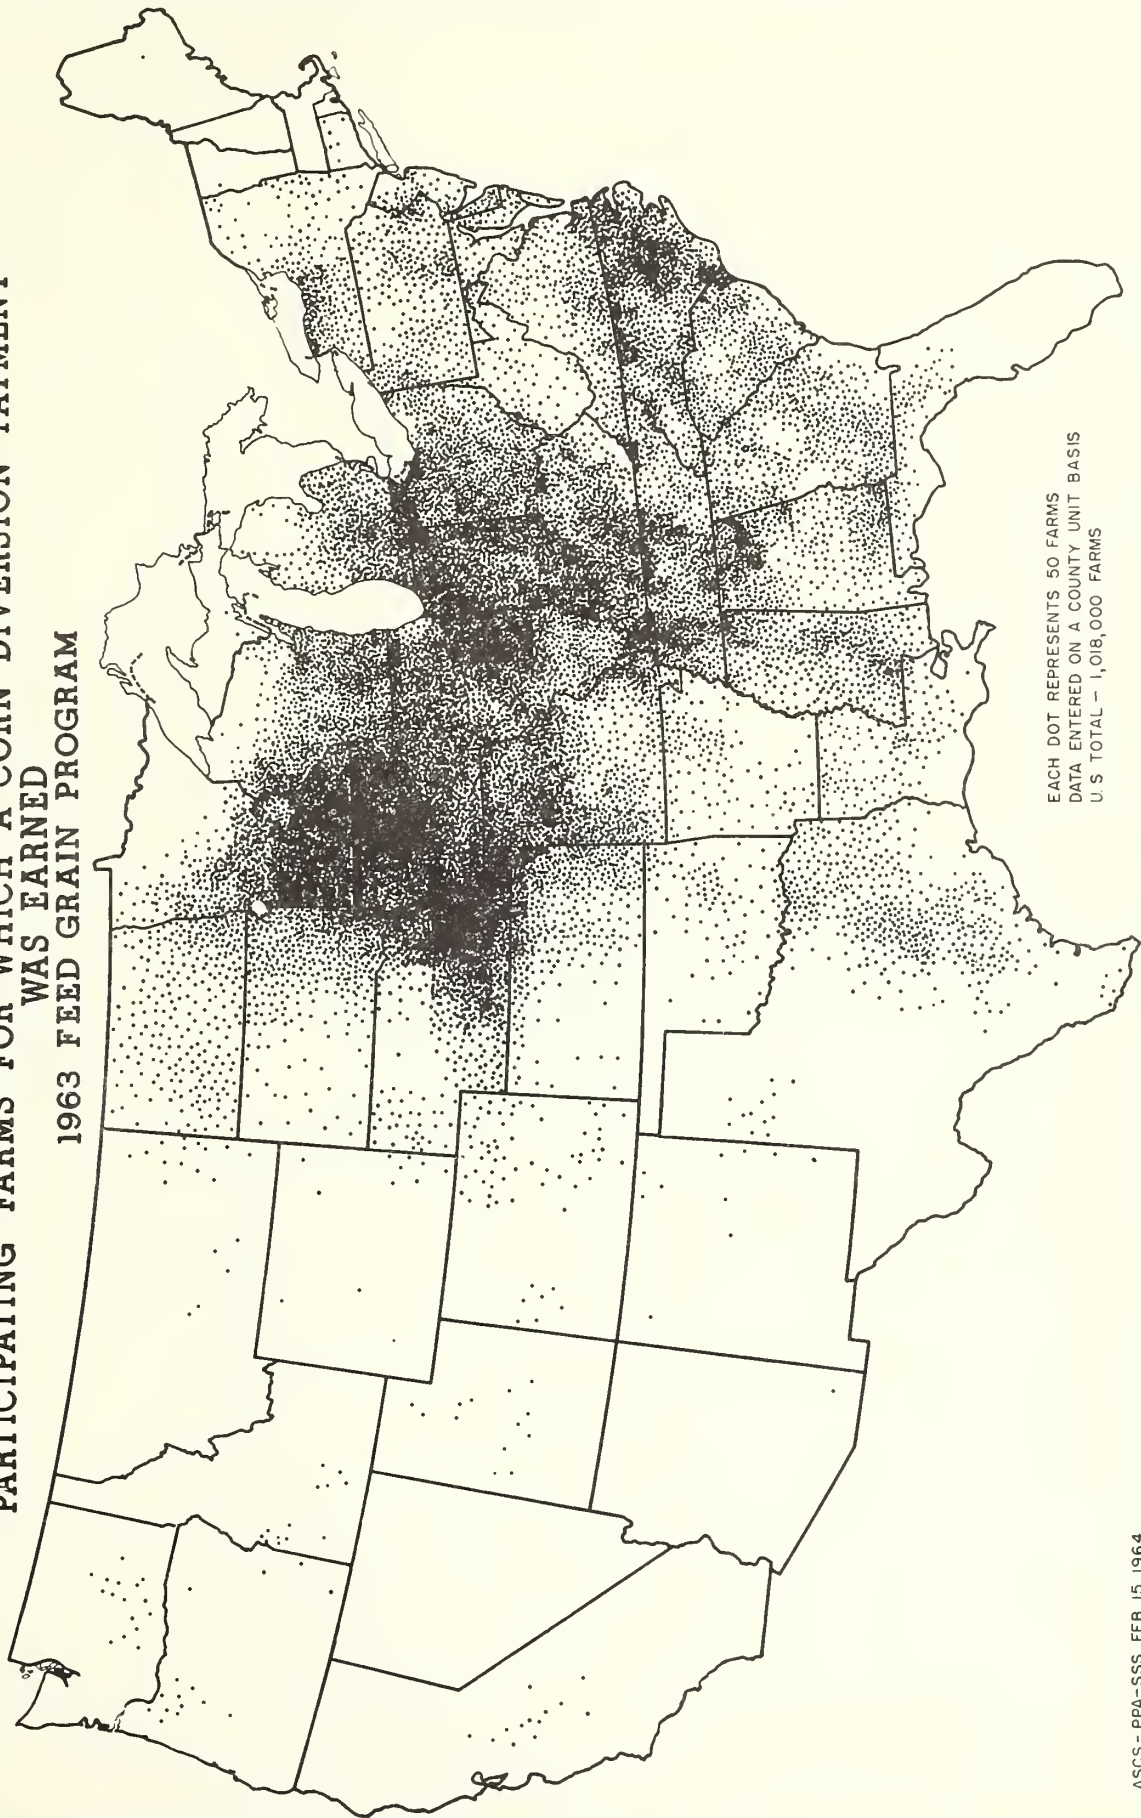 PARTICIPATING FARMS FOR WHICH A CORN DIVERSION PAYMENT
WAS EARNED
1963 FEED GRAIN PROGRAM
EACH DOT REPRESENTS 50 FARMS
DATA ENTERED ON A COUNTY UNIT BASIS
U. S TOTAL – 1,018,000 FARMS
ASCS - PPA-SSS FEB 15 1964